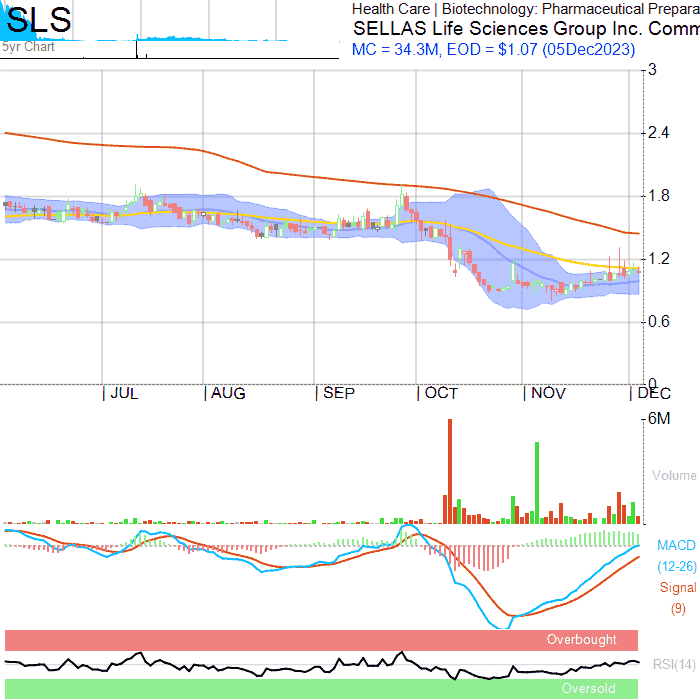 SLS
5yr Chart
Health Care | Biotechnology: Pharmaceutical Prepara
SELLAS Life Sciences Group Inc. Comm
MC = 34.3M, EOD = $1.07 (05Dec2023)
3
2.4
1.8
1.2
0.6
0
JUL AUG SEP OCT NOV DEC
6M
Volume
MACD
(12-26)
Signal
(9)
Overbought
RSI(14)
Oversold